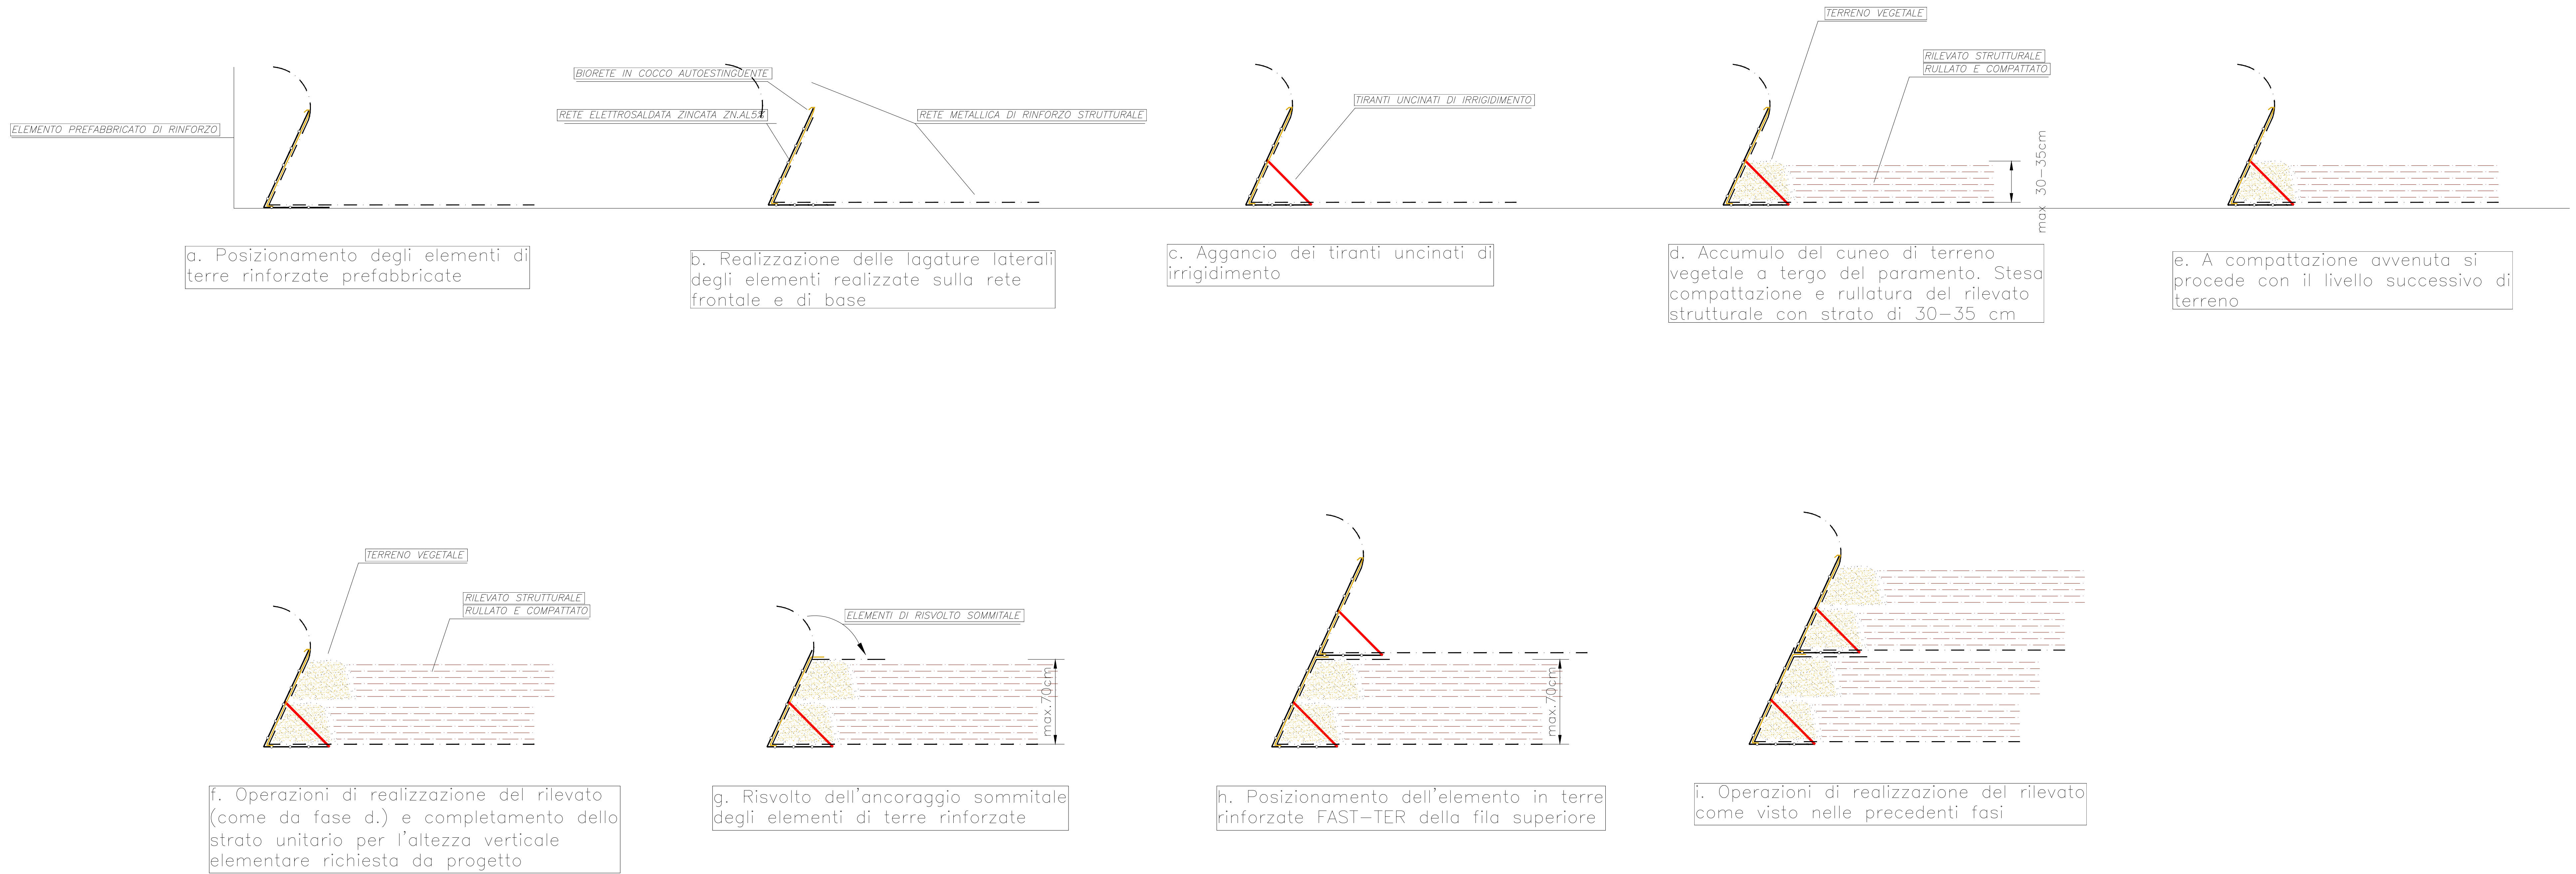 TERRENO VEGETALE
RILEVATO STRUTTURALE
RULLATO E COMPATTATO
BIORETE IN COCCO AUTOESTINGUENTE
RETE ELETTROSALDATA ZINCATA ZN.AL5%
RETE METALLICA DI RINFORZO STRUTTURALE
TIRANTI UNCINATI DI IRRIGIDIMENTO
ELEMENTO PREFABBRICATO DI RINFORZO
max 30-35cm
a. Posizionamento degli elementi di
terre rinforzate prefabbricate
b. Realizzazione delle lagature laterali
degli elementi realizzate sulla rete
frontale e di base
c. Aggancio dei tiranti uncinati di
irrigidimento
d. Accumulo del cuneo di terreno
vegetale a tergo del paramento. Stesa
compattazione e rullatura del rilevato
strutturale con strato di 30-35 cm
e. A compattazione avvenuta si
procede con il livello successivo di
terreno
TERRENO VEGETALE
RILEVATO STRUTTURALE
RULLATO E COMPATTATO
ELEMENTI DI RISVOLTO SOMMITALE
max.70cm
max.70cm
f. Operazioni di realizzazione del rilevato
(come da fase d.) e completamento dello
strato unitario per l'altezza verticale
elementare richiesta da progetto
g. Risvolto dell'ancoraggio sommitale
degli elementi di terre rinforzate
h. Posizionamento dell'elemento in terre
rinforzate FAST-TER della fila superiore
i. Operazioni di realizzazione del rilevato
come visto nelle precedenti fasi